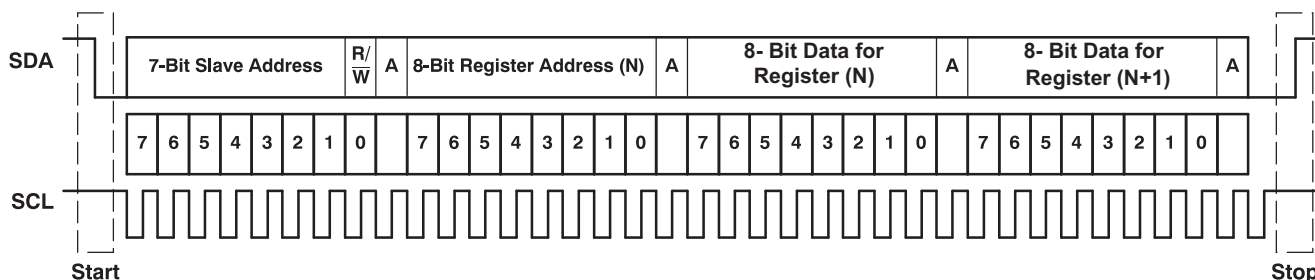 SDA
7-Bit Slave Address
R/
W
A
8-Bit Register Address (N)
A
8- Bit Data for
Register (N)
A
8- Bit Data for
Register (N+1)
A
7 6 5 4 3 2 1 0 7 6 5 4 3 2 1 0 7 6 5 4 3 2 1 0 7 6 5 4 3 2 1 0
SCL
Start
Stop